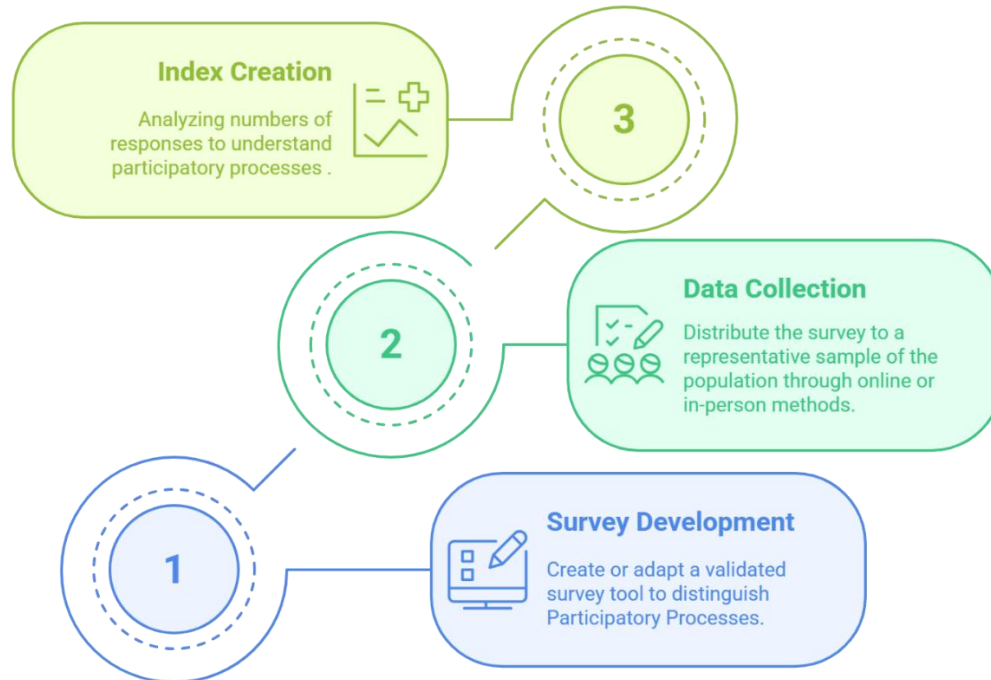 Index Creation
Analyzing numbers of
responses to understand
participatory processes .
3
2
Data Collection
Distribute the survey to a
representative sample of the
population through online or
in-person methods.
1
Survey Development
Create or adapt a validated
survey tool to distinguish
Participatory Processes.